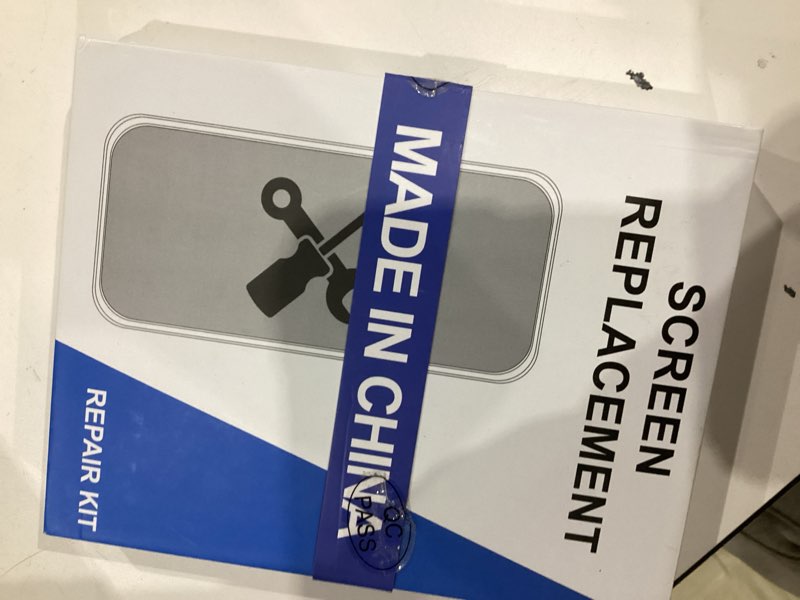 SCREEN
REPLACEMENT
MADE IN CHINA
QC
PASS
REPAIR KIT